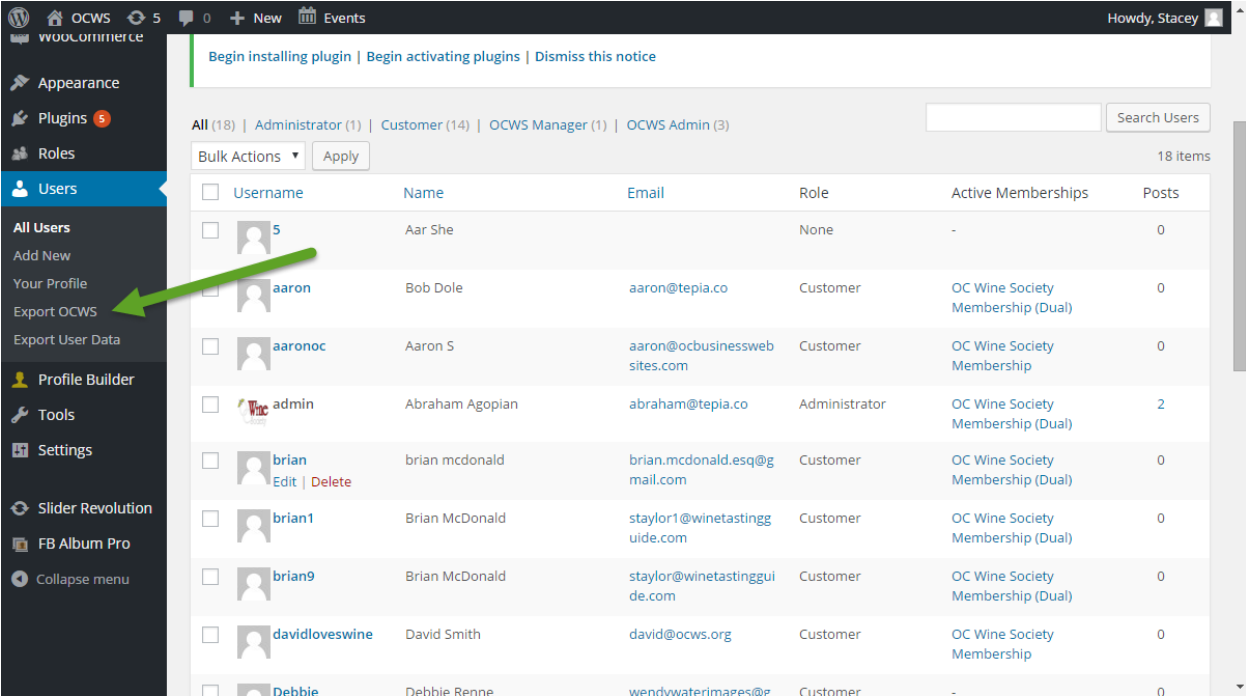 OCWS 5 0 + New Events Howdy, Stacey
WooCommerce
Appearance
Plugins 5
Roles
Users
All Users
Add New
Your Profile
Export OCWS
Export User Data
Profile Builder
Tools
Settings
Slider Revolution
FB Album Pro
Collapse menu
Begin installing plugin | Begin activating plugins | Dismiss this notice
All (18) | Administrator (1) | Customer (14) | OCWS Manager (1) | OCWS Admin (3)
Search Users
Bulk Actions Apply
18 items
Username Name Email Role Active Memberships Posts
5 Aar She None - 0
aaron Bob Dole aaron@tepia.co Customer OC Wine Society 0
Membership (Dual)
aaronoc Aaron S aaron@ocbusinessweb Customer OC Wine Society 0
sites.com Membership
Winc admin Abraham Agopian abraham@tepia.co Administrator OC Wine Society 2
Membership (Dual)
brian brian mcdonald brian.mcdonald.esq@g Customer OC Wine Society 0
Edit | Delete mail.com Membership (Dual)
brian1 Brian McDonald staylor1@winetastingg Customer OC Wine Society 0
uide.com Membership (Dual)
brian9 Brian McDonald staylor@winetastinggui Customer OC Wine Society 0
de.com Membership (Dual)
davidloveswine David Smith david@ocws.org Customer OC Wine Society 0
Membership
Debbie Debbie Renne wendywaterimages@g Customer - 0